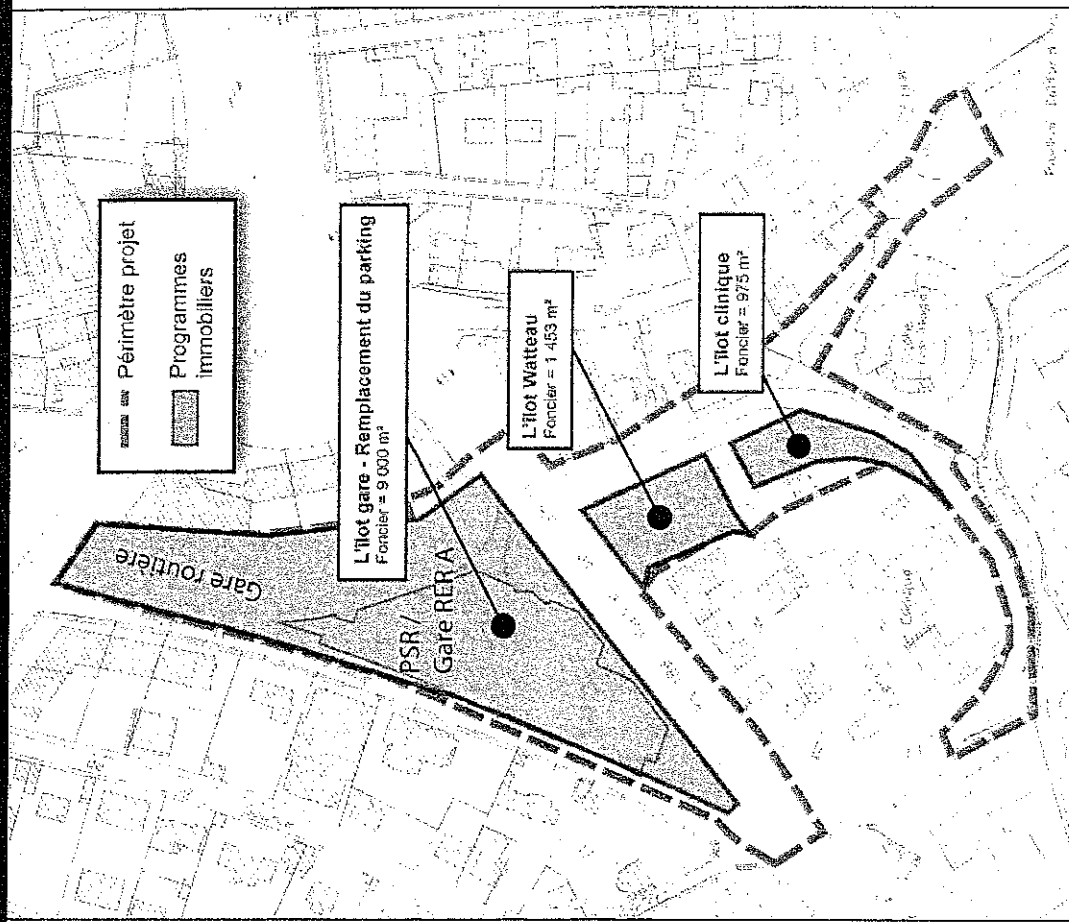 Périmètre projet
Programmes
immobiliers
L'îlot gare - Remplacement du parking
Foncier = 9 000 m²
L'îlot Watteau
Foncier = 1 453 m²
L'îlot clinique
Foncier = 975 m²
Gare routière
PSR /
Gare RER A
Clinique